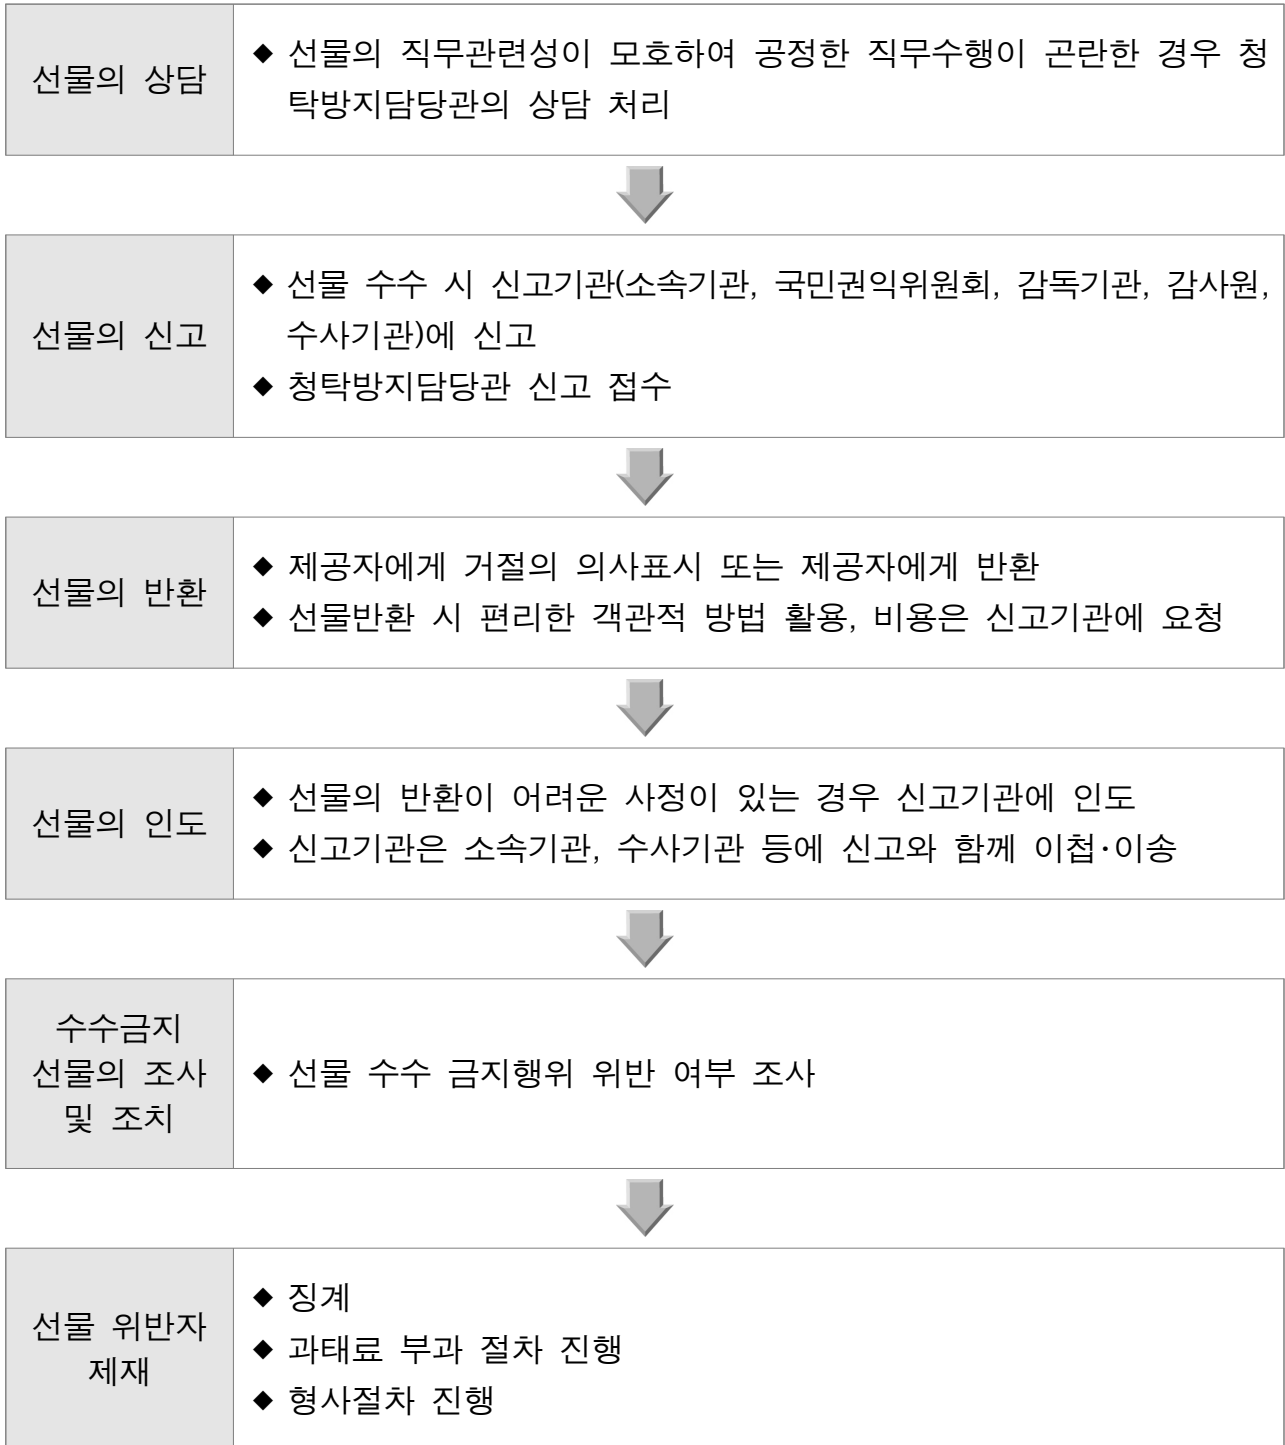 선물의 상담
◆ 선물의 직무관련성이 모호하여 공정한 직무수행이 곤란한 경우 청
탁방지담당관의 상담 처리
선물의 신고
◆ 선물 수수 시 신고기관(소속기관, 국민권익위원회, 감독기관, 감사원,
수사기관)에 신고
◆ 청탁방지담당관 신고 접수
선물의 반환
◆ 제공자에게 거절의 의사표시 또는 제공자에게 반환
◆ 선물반환 시 편리한 객관적 방법 활용, 비용은 신고기관에 요청
선물의 인도
◆ 선물의 반환이 어려운 사정이 있는 경우 신고기관에 인도
◆ 신고기관은 소속기관, 수사기관 등에 신고와 함께 이첩·이송
수수금지
선물의 조사
및 조치
◆ 선물 수수 금지행위 위반 여부 조사
선물 위반자
제재
◆ 징계
◆ 과태료 부과 절차 진행
◆ 형사절차 진행